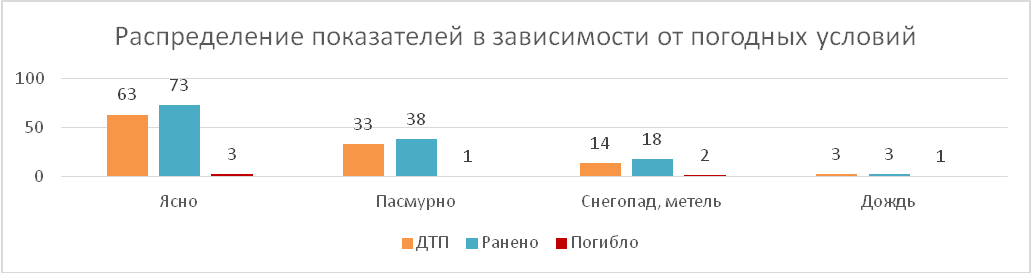 Распределение показателей в зависимости от погодных условий
100
50
0
63 73 3
33 38 1
14 18 2
3 3 1
Ясно Пасмурно Снегопад, метель Дождь
ДТП Ранено Погибло